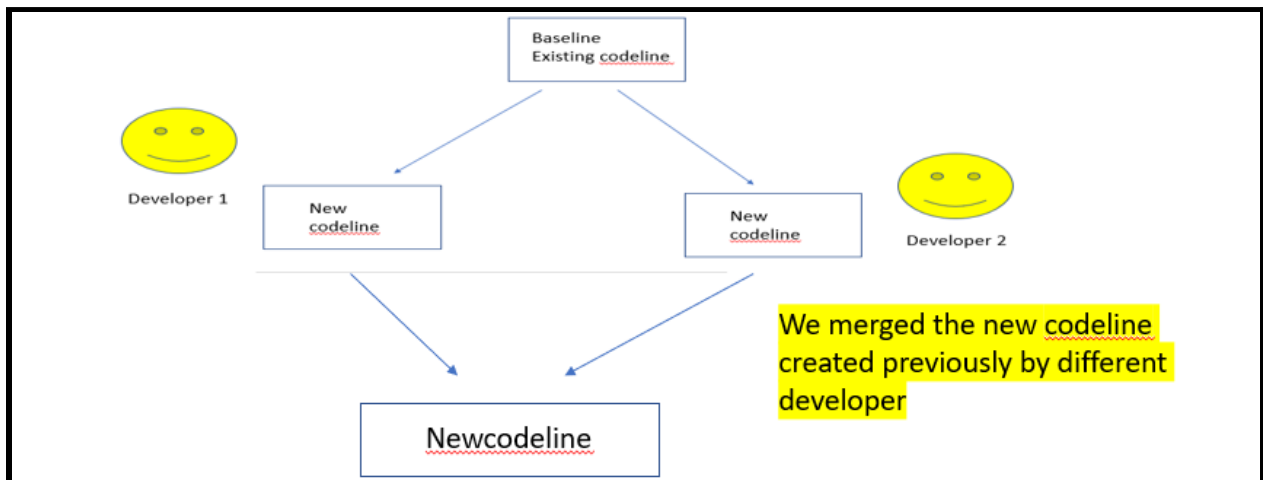 Baseline
Existing codeline
Developer 1
New
codeline
New
codeline
Developer 2
We merged the new codeline
created previously by different
developer
Newcodeline